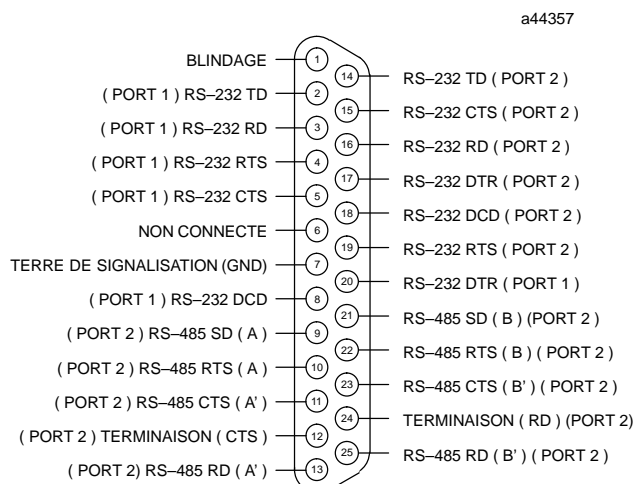 a44357
BLINDAGE
1
( PORT 1 ) RS–232 TD
2
( PORT 1 ) RS–232 RD
3
( PORT 1 ) RS–232 RTS
4
( PORT 1 ) RS–232 CTS
5
NON CONNECTE
6
TERRE DE SIGNALISATION (GND)
7
( PORT 1 ) RS–232 DCD
8
( PORT 2 ) RS–485 SD ( A )
9
( PORT 2 ) RS–485 RTS ( A )
10
( PORT 2 ) RS–485 CTS ( A' )
11
( PORT 2 ) TERMINAISON ( CTS )
12
( PORT 2) RS–485 RD ( A' )
13
14
RS–232 TD ( PORT 2 )
15
RS–232 CTS ( PORT 2 )
16
RS–232 RD ( PORT 2 )
17
RS–232 DTR ( PORT 2 )
18
RS–232 DCD ( PORT 2 )
19
RS–232 RTS ( PORT 2 )
20
RS–232 DTR ( PORT 1 )
21
RS–485 SD ( B ) (PORT 2 )
22
RS–485 RTS ( B ) ( PORT 2 )
23
RS–485 CTS ( B' ) ( PORT 2 )
24
TERMINAISON ( RD ) (PORT 2)
25
RS–485 RD ( B' ) ( PORT 2 )